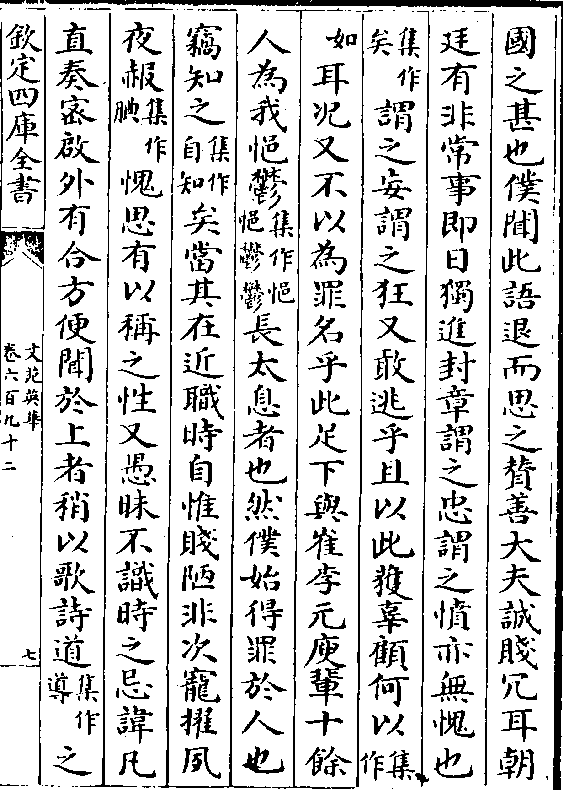 國之甚也僕聞此語退而思之賛善大夫誠賤冗耳朝
廷有非常事即日獨進封章謂之忠謂之憤亦無愧也
集作矣謂之妄謂之狂又敢逃乎且以此獲辜顧何以集作
如耳况又不以為罪名乎此足下與崔李元庾輩十餘
人為我悒鬱集作悒悒鬱鬱長太息者也然僕始得罪於人也
竊知之集作自知矣當其在近職時自惟賤陋非次寵擢夙
夜赧集作腆愧思有以稱之性又愚昧不識時之忌諱凡
直奏密啟外有合方便聞於上者稍以歌詩道集作導之
欽定四庫全書
文苑英華
卷六百九十二
七